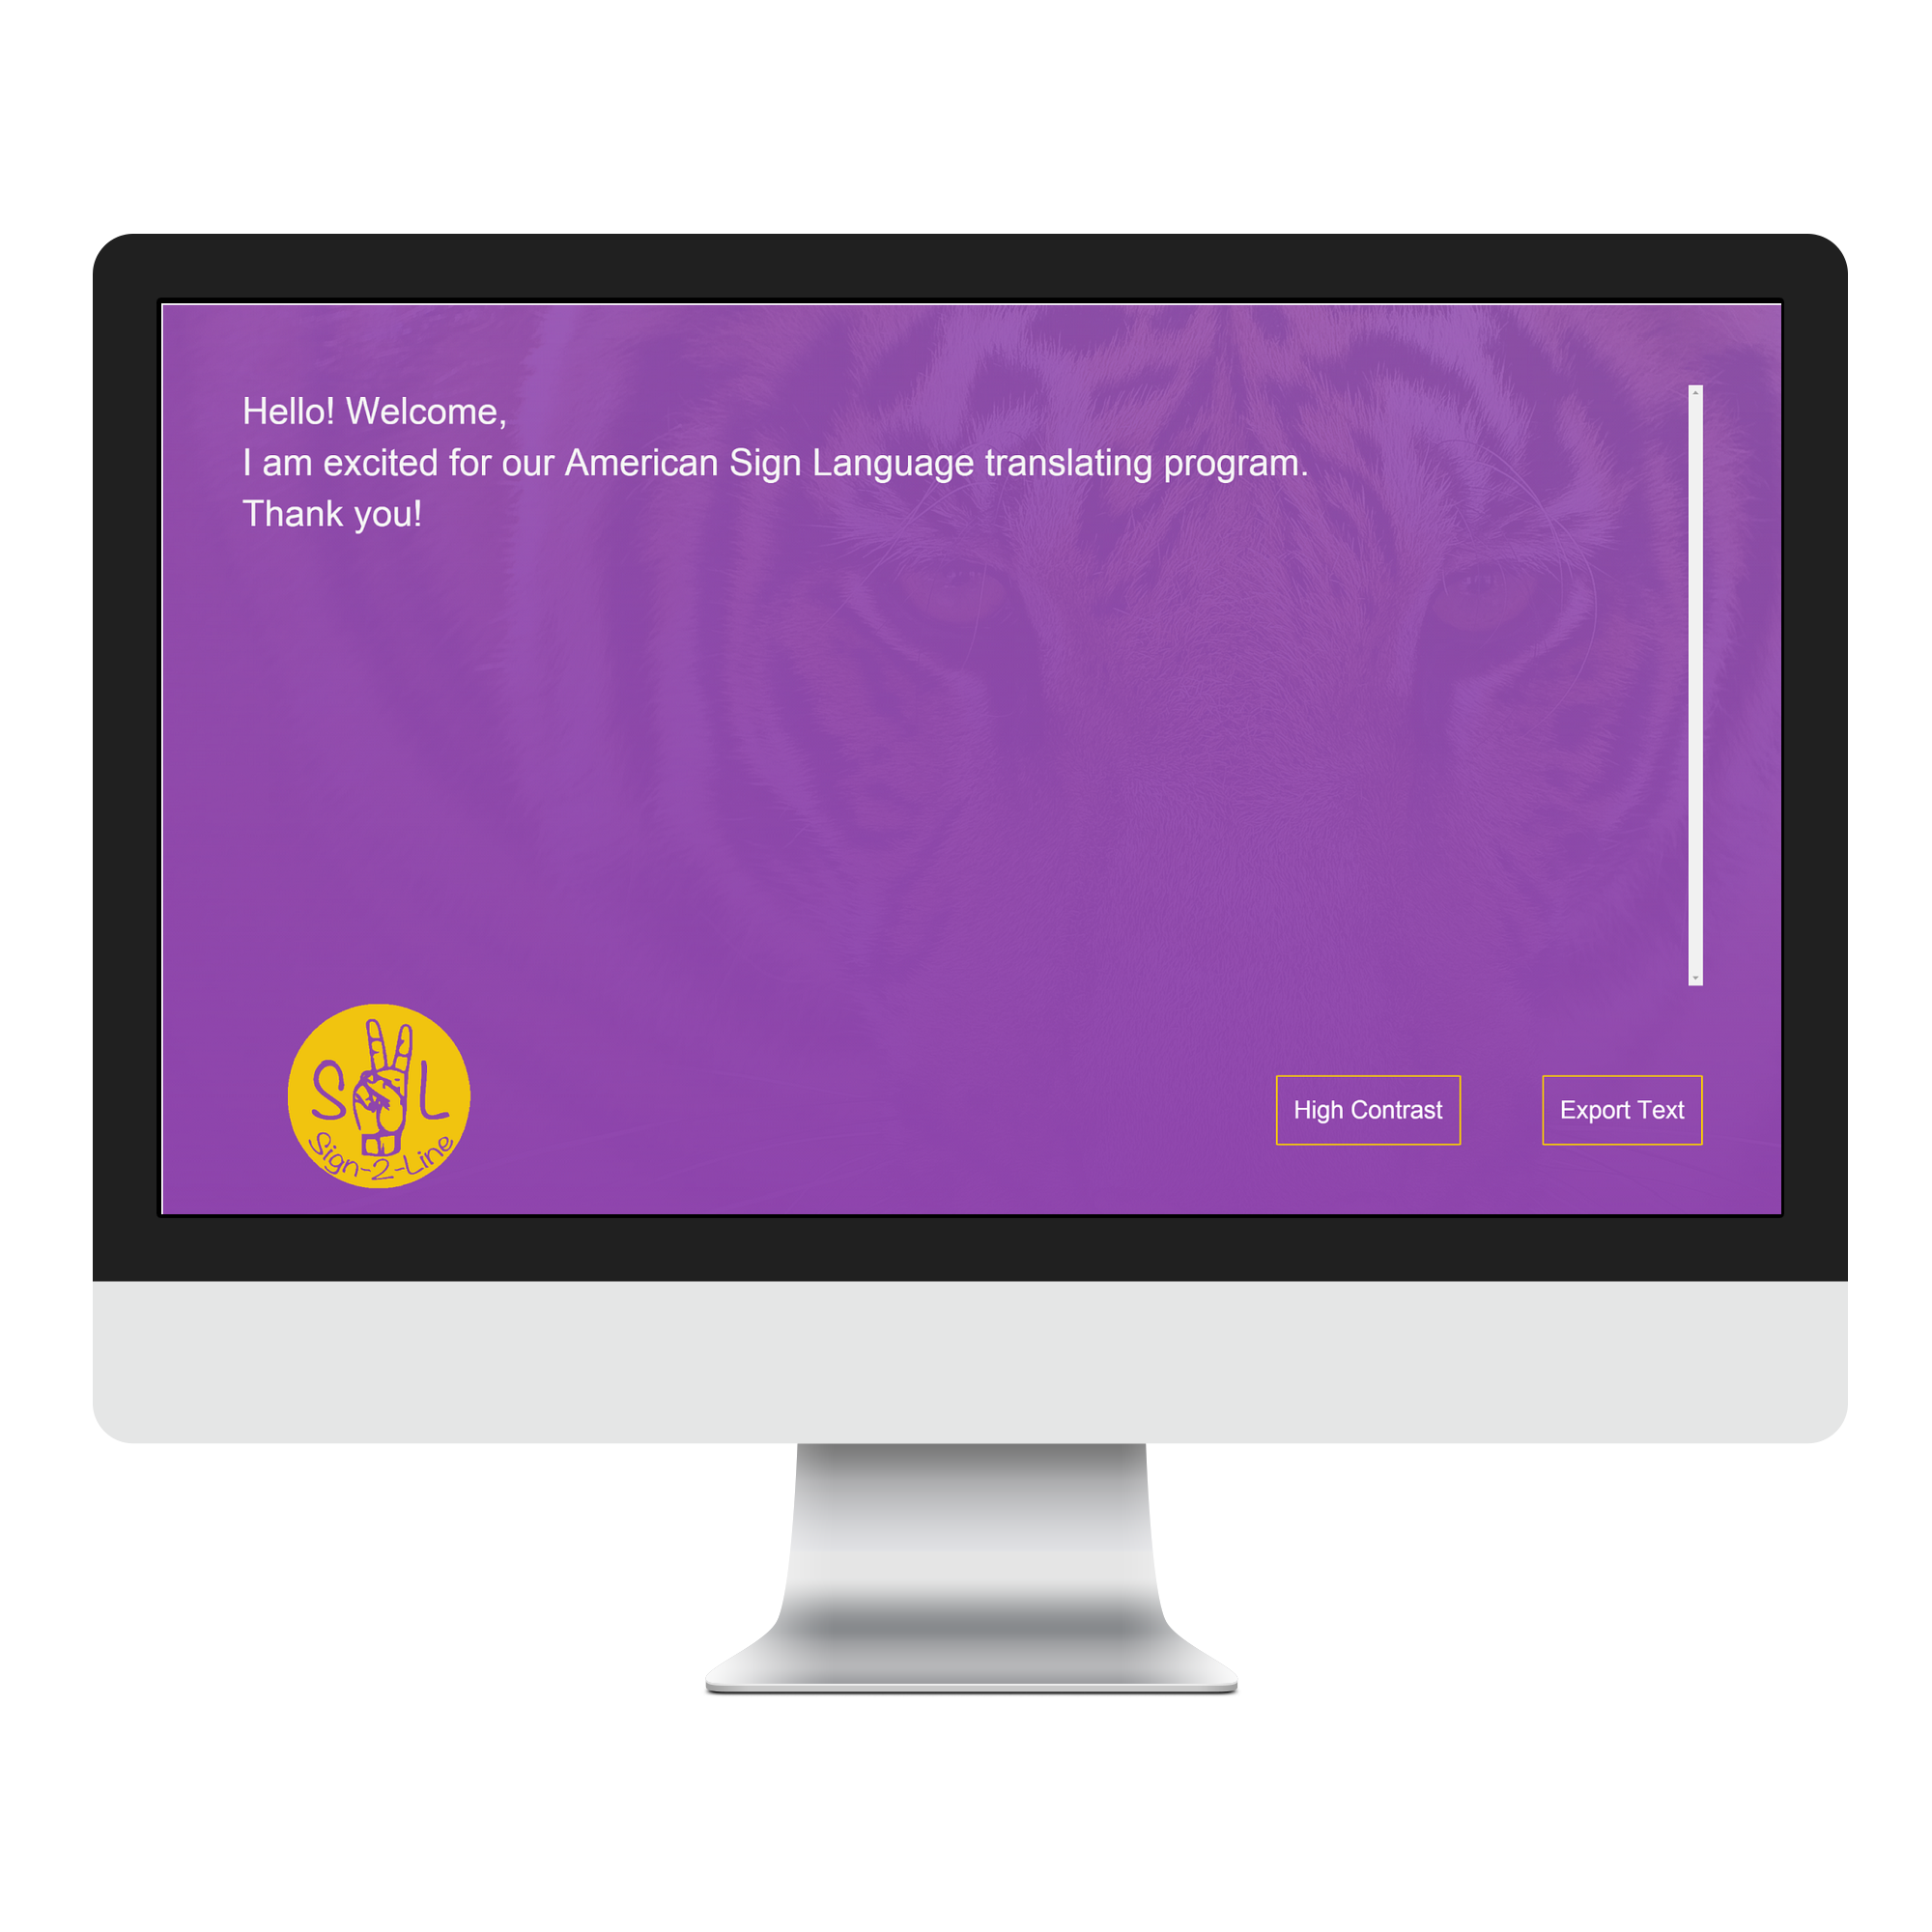 Hello! Welcome,
I am excited for our American Sign Language translating program.
Thank you!
S L
Sign-2-Line
High Contrast
Export Text